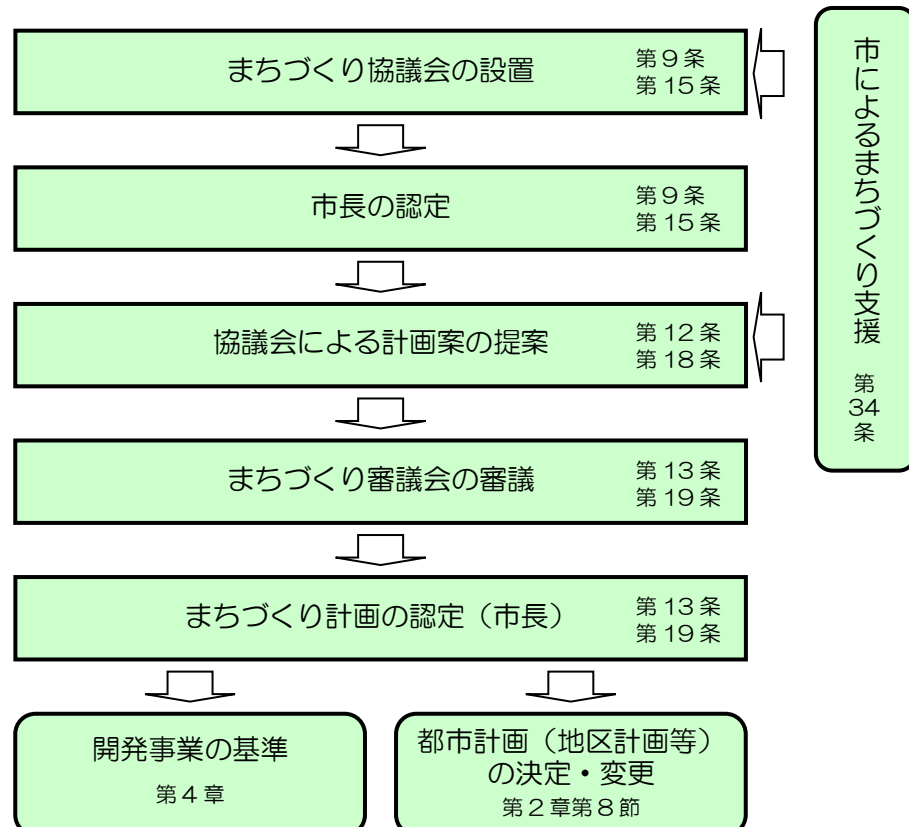 まちづくり協議会の設置
第9条
第15条
市長の認定
第9条
第15条
協議会による計画案の提案
第12条
第18条
まちづくり審議会の審議
第13条
第19条
まちづくり計画の認定（市長）
第13条
第19条
開発事業の基準
第4章
都市計画（地区計画等）
の決定・変更
第2章第8節
市によるまちづくり支援 第34条